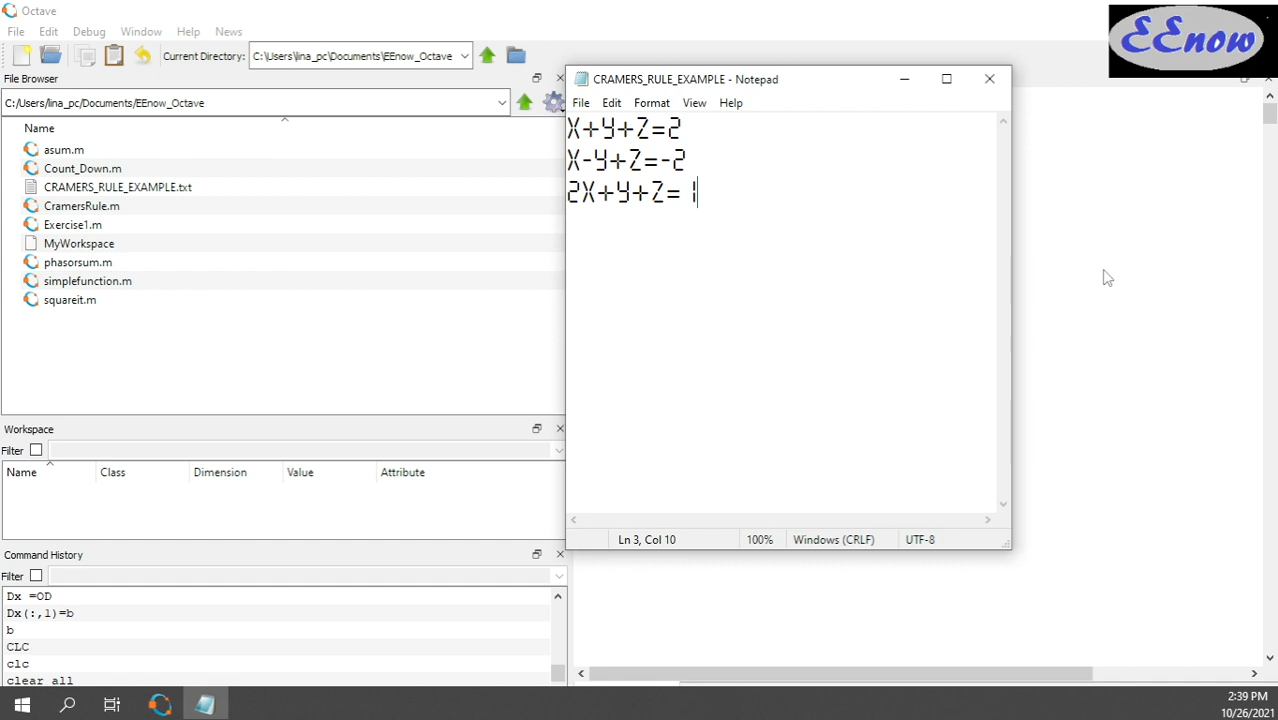 Octave
EEnow
File Edit Debug Window Help News
Current Directory: C:\Users\lina_pc\Documents\EEnow_Octave
File Browser
C:/Users/lina_pc/Documents/EEnow_Octave
Name
asum.m
Count_Down.m
CRAMERS_RULE_EXAMPLE.txt
CramersRule.m
Exercise1.m
MyWorkspace
phasorsum.m
simplefunction.m
squareit.m
CRAMERS_RULE_EXAMPLE - Notepad
File Edit Format View Help
X+Y+Z=2
X-Y+Z=-2
2X+Y+Z= 1
Ln 3, Col 10 100% Windows (CRLF) UTF-8
Workspace
Filter
Name Class Dimension Value Attribute
Command History
Filter
Dx =OD
Dx(:,1)=b
b
CLC
clc
clear all
2:39 PM
10/26/2021